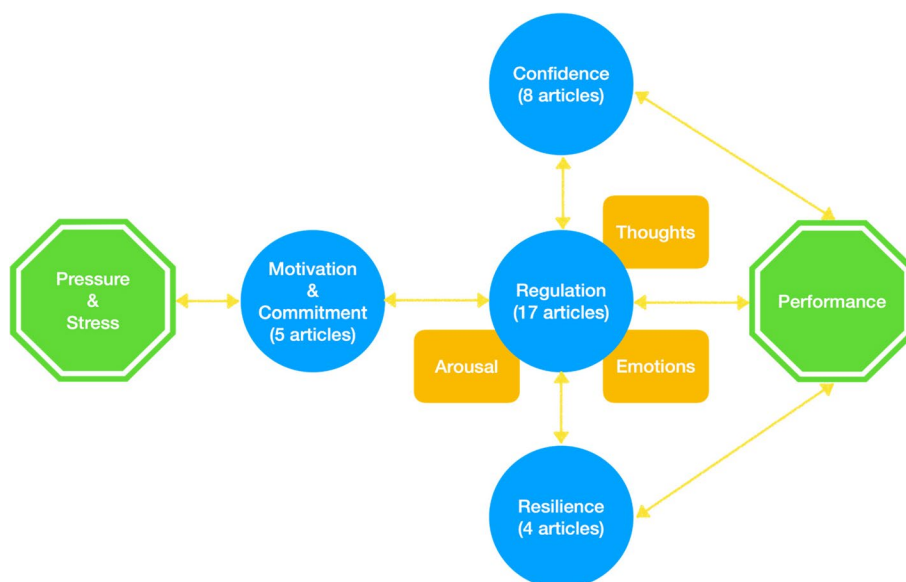 Confidence
(8 articles)
Thoughts
Pressure
&
Stress
Motivation
&
Commitment
(5 articles)
Regulation
(17 articles)
Performance
Arousal
Emotions
Resilience
(4 articles)